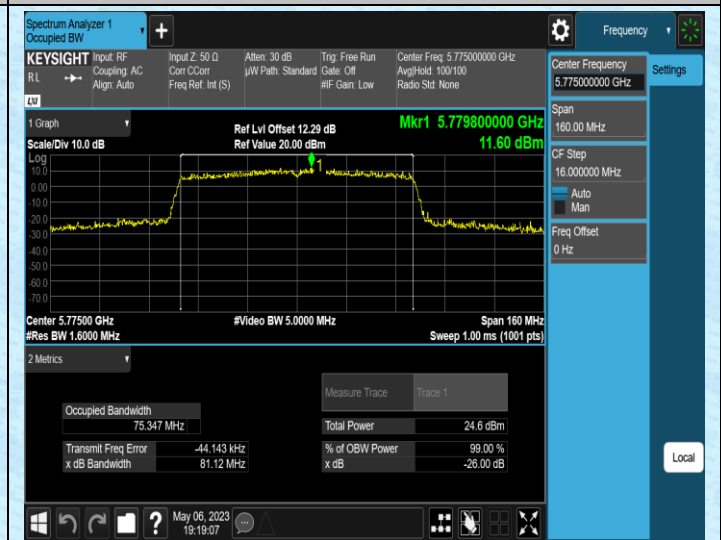 Spectrum Analyzer 1
Occupied BW
Frequency
KEYSIGHT
RL
LXI
Input: RF
Coupling: AC
Align: Auto
Input Z: 50 Ω
Corr CCorr
Freq Ref: Int (S)
Atten: 30 dB
µW Path: Standard
Trig: Free Run
Gate: Off
#IF Gain: Low
Center Freq: 5.775000000 GHz
Avg|Hold: 100/100
Radio Std: None
1 Graph
Scale/Div 10.0 dB
Ref Lvl Offset 12.29 dB
Ref Value 20.00 dBm
Mkr1 5.779800000 GHz
11.60 dBm
Log
10.0
0.00
-10.0
-20.0
-30.0
-40.0
-50.0
-60.0
-70.0
1
Center 5.77500 GHz
#Res BW 1.6000 MHz
#Video BW 5.0000 MHz
Span 160 MHz
Sweep 1.00 ms (1001 pts)
2 Metrics
Measure Trace
Trace 1
Occupied Bandwidth
75.347 MHz
Total Power
24.6 dBm
Transmit Freq Error
-44.143 kHz
% of OBW Power
99.00 %
x dB Bandwidth
81.12 MHz
x dB
-26.00 dB
Center Frequency
5.775000000 GHz
Settings
Span
160.00 MHz
CF Step
16.000000 MHz
Auto
Man
Freq Offset
0 Hz
Local
?
May 06, 2023
19:19:07